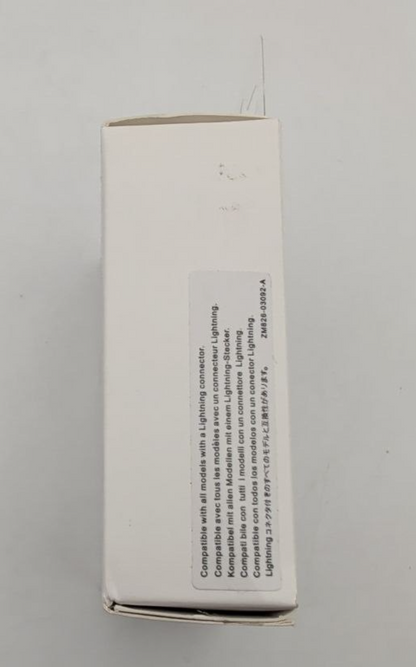 Compatible with all models with a Lightning connector.
Compatible avec tous les modèles avec un connecteur Lightning.
Kompatibel mit allen Modellen mit einem Lightning-Stecker.
Compati bile con tutti i modelli con un connettore Lightning.
Compatible con todos los modelos con un conector Lightning.
Lightning コネクタ付きのすべてのモデルと互換性があります。 ZM826-03092-A